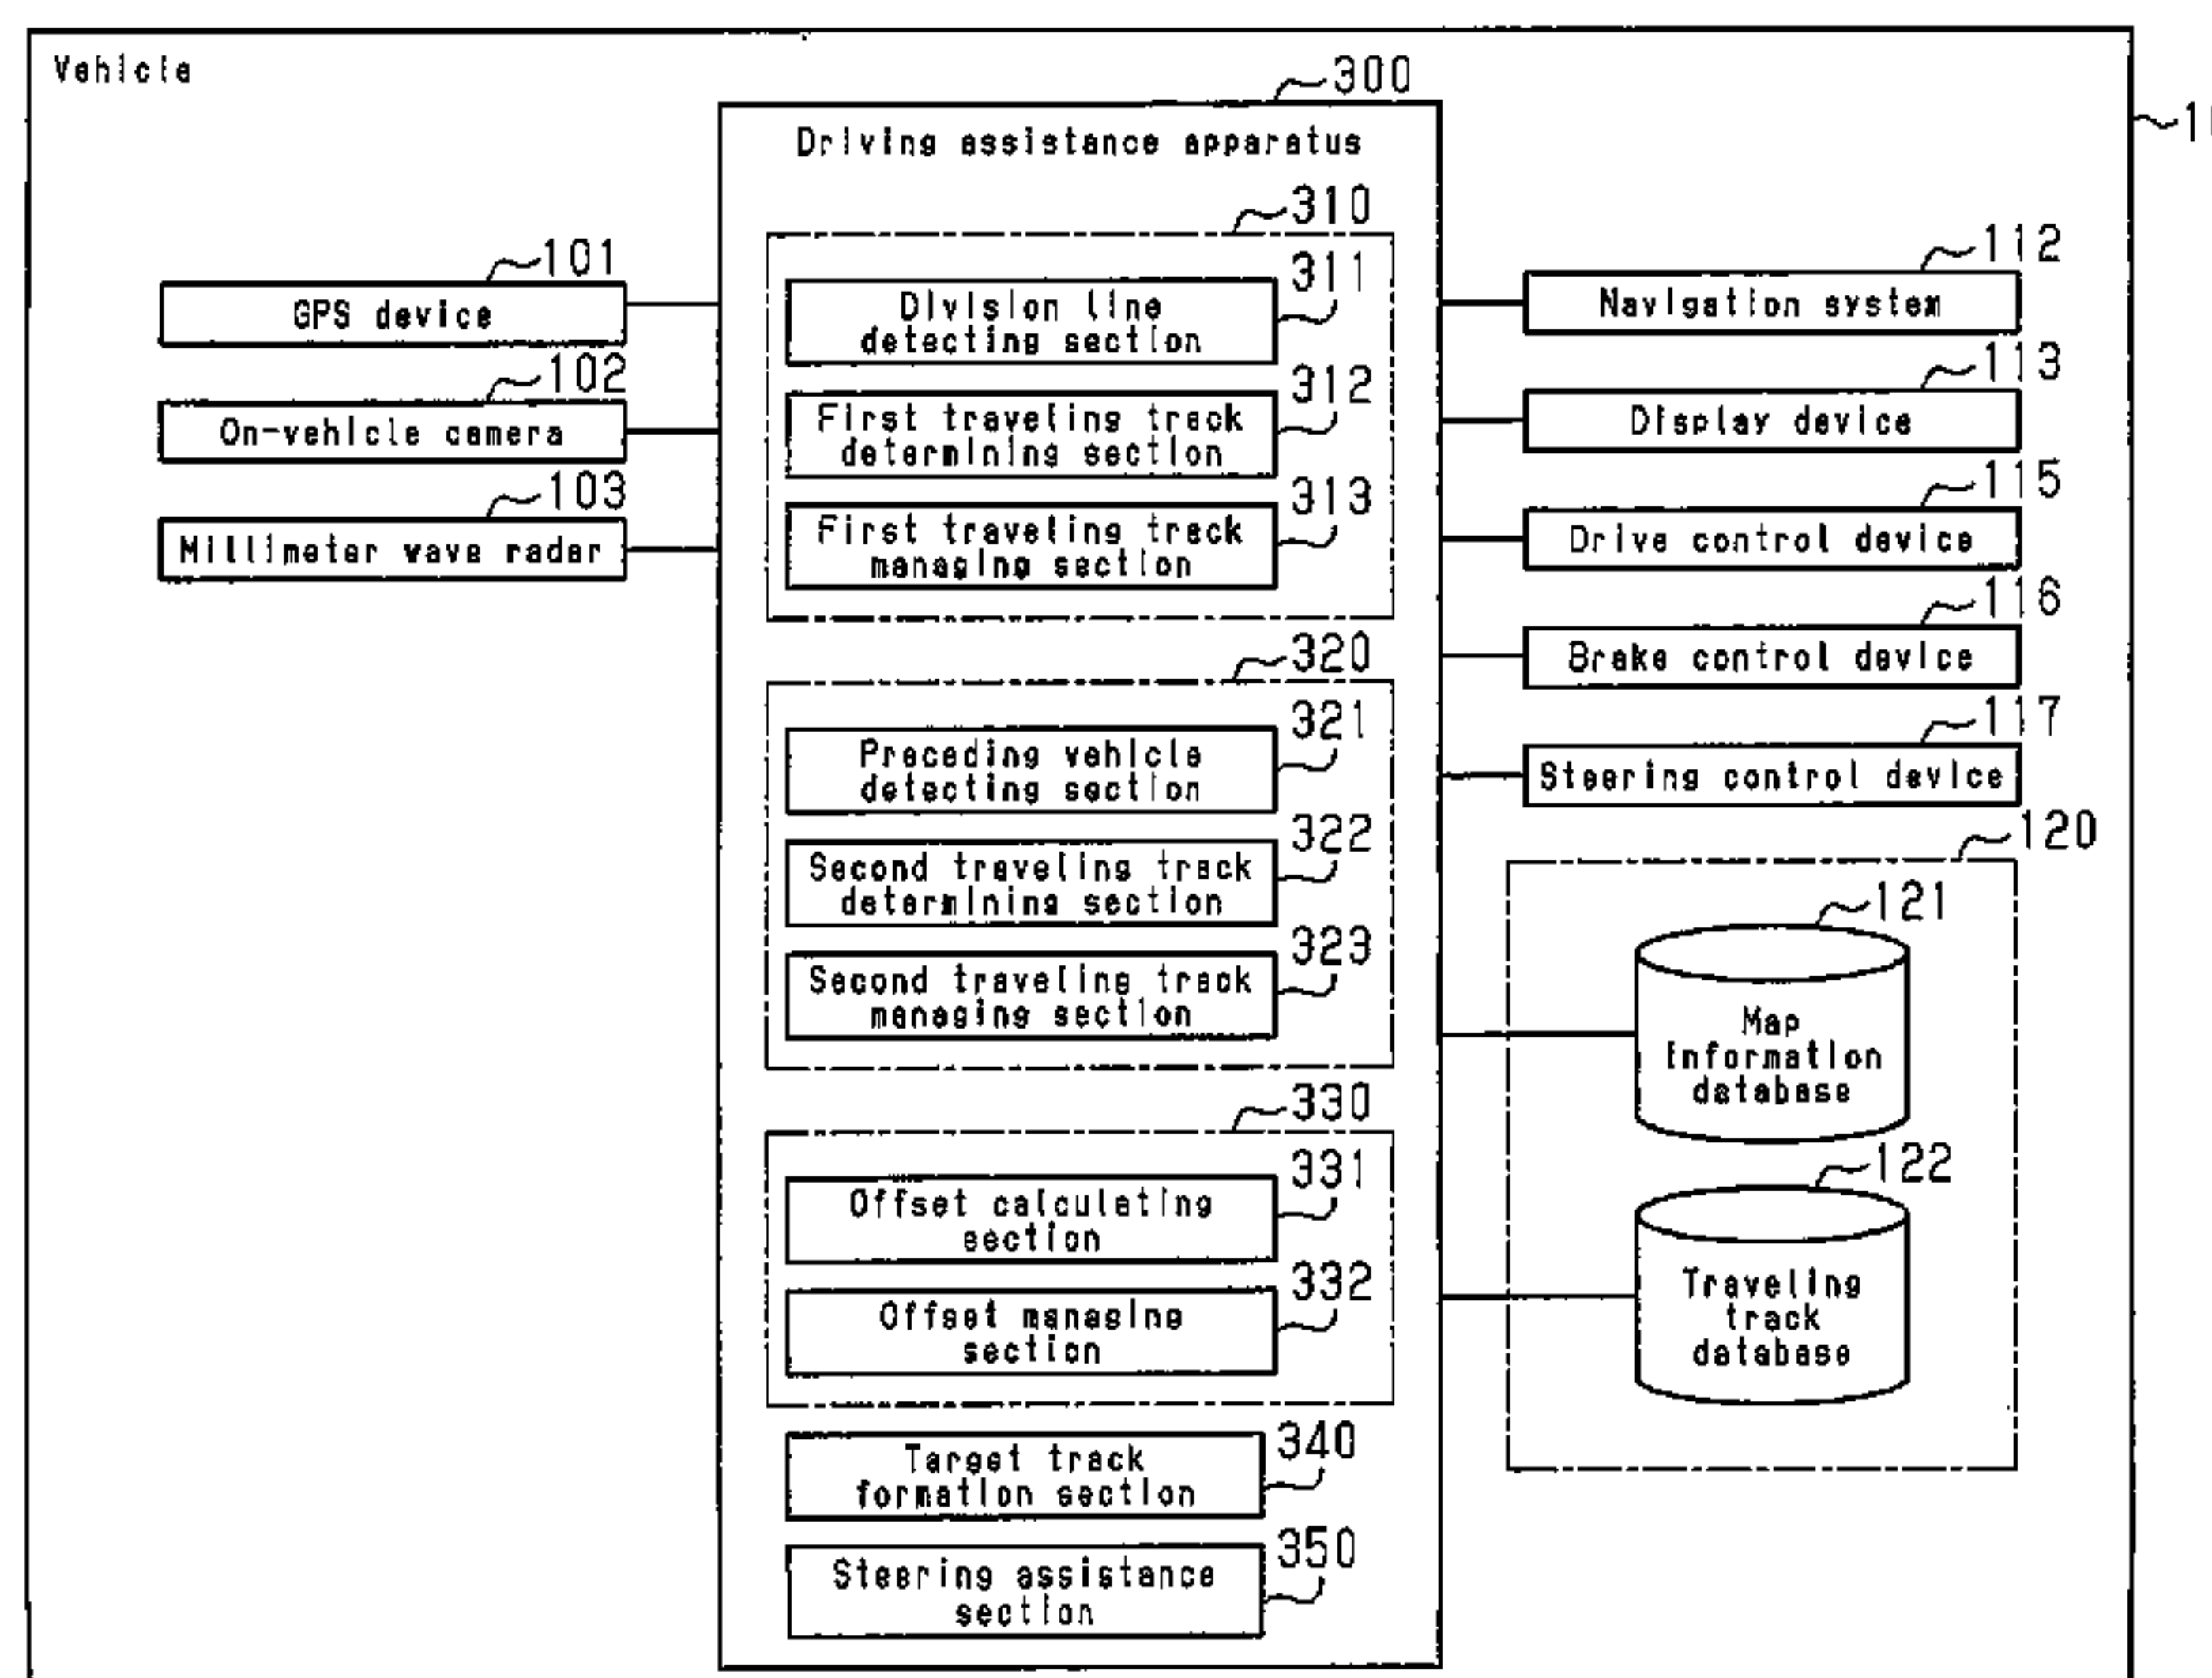 Vehicle
300
Driving assistance apparatus
310
101
GPS device
102
On-vehicle camera
103
Millimeter wave radar
311
Division line
detecting section
312
First traveling track
determining section
313
First traveling track
managing section
320
321
Preceding vehicle
detecting section
322
Second traveling track
determining section
323
Second traveling track
managing section
330
331
Offset calculating
section
332
Offset managing
section
340
Target track
formation section
350
Steering assistance
section
112
Navigation system
113
Display device
115
Drive control device
116
Brake control device
117
Steering control device
120
121
Map
information
database
122
Traveling
track
database